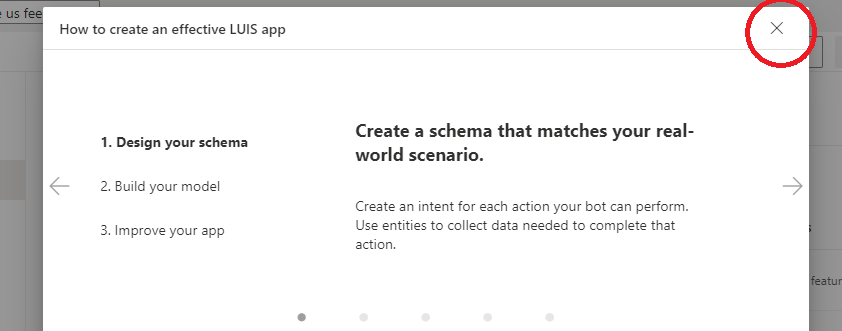 e us fee
How to create an effective LUIS app
1. Design your schema
2. Build your model
3. Improve your app
Create a schema that matches your real-
world scenario.
Create an intent for each action your bot can perform.
Use entities to collect data needed to complete that
action.
s
featur